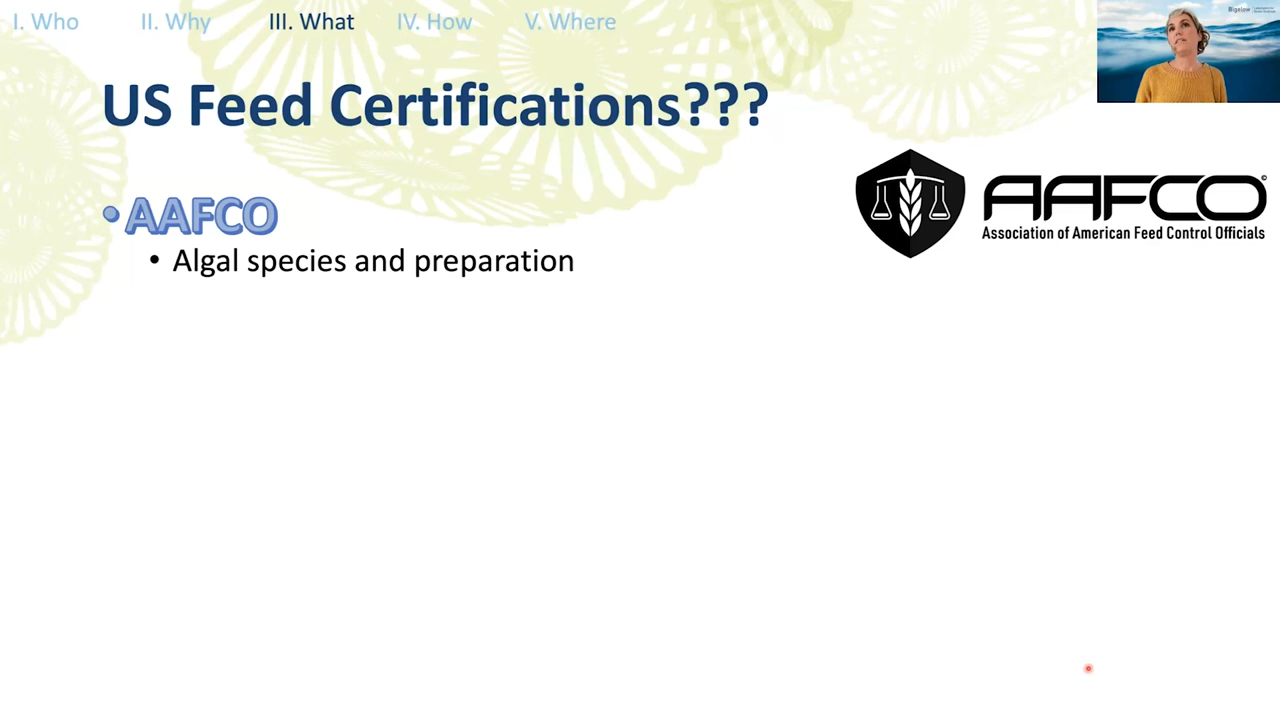 I. Who II. Why III. What IV. How V. Where
Bigelow
US Feed Certifications???
•AAFCO
• Algal species and preparation
AAFCO©
Association of American Feed Control Officials